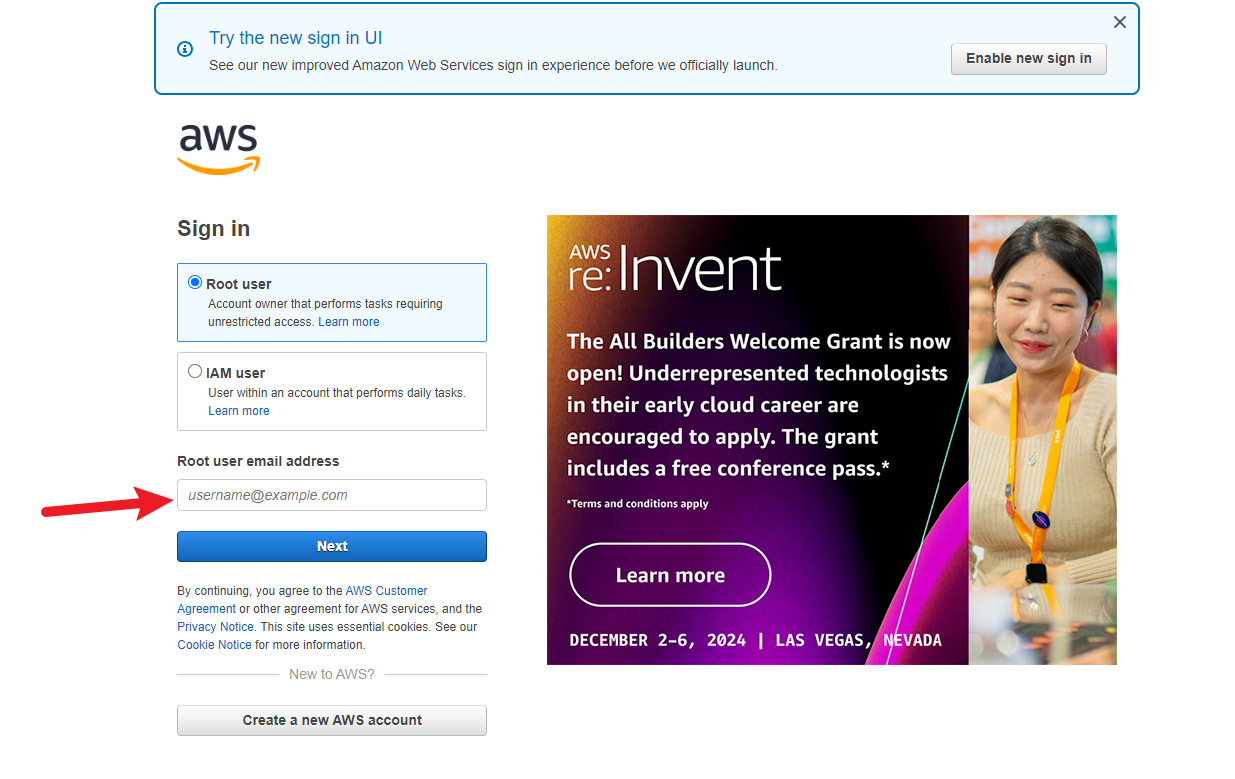 Try the new sign in UI
See our new improved Amazon Web Services sign in experience before we officially launch.
Enable new sign in
aws
Sign in
Root user
Account owner that performs tasks requiring
unrestricted access. Learn more
IAM user
User within an account that performs daily tasks.
Learn more
Root user email address
username@example.com
Next
By continuing, you agree to the AWS Customer
Agreement or other agreement for AWS services, and the
Privacy Notice. This site uses essential cookies. See our
Cookie Notice for more information.
New to AWS?
Create a new AWS account
AWS
re:Invent
The All Builders Welcome Grant is now
open! Underrepresented technologists
in their early cloud career are
encouraged to apply. The grant
includes a free conference pass.*
*Terms and conditions apply
Learn more
DECEMBER 2–6, 2024 | LAS VEGAS, NEVADA